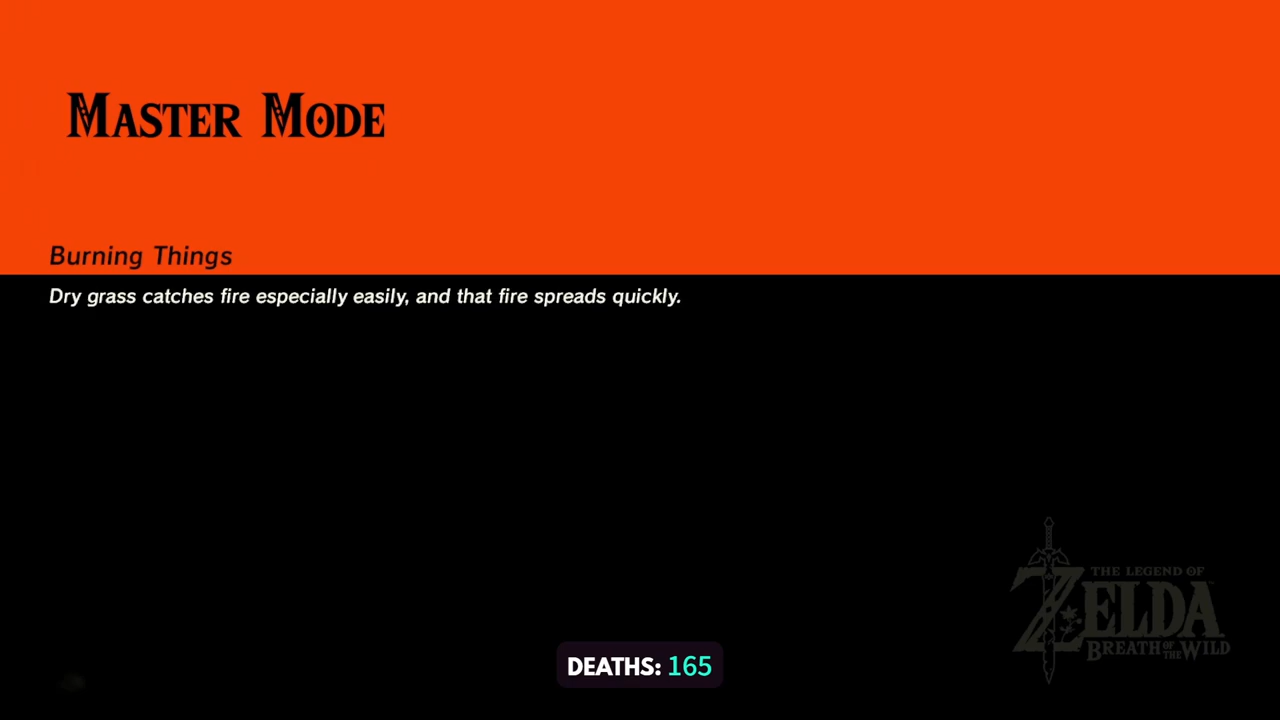 MASTER MODE
Burning Things
Dry grass catches fire especially easily, and that fire spreads quickly.
THE LEGEND OF
ZELDA
BREATH OF THE WILD
DEATHS: 165